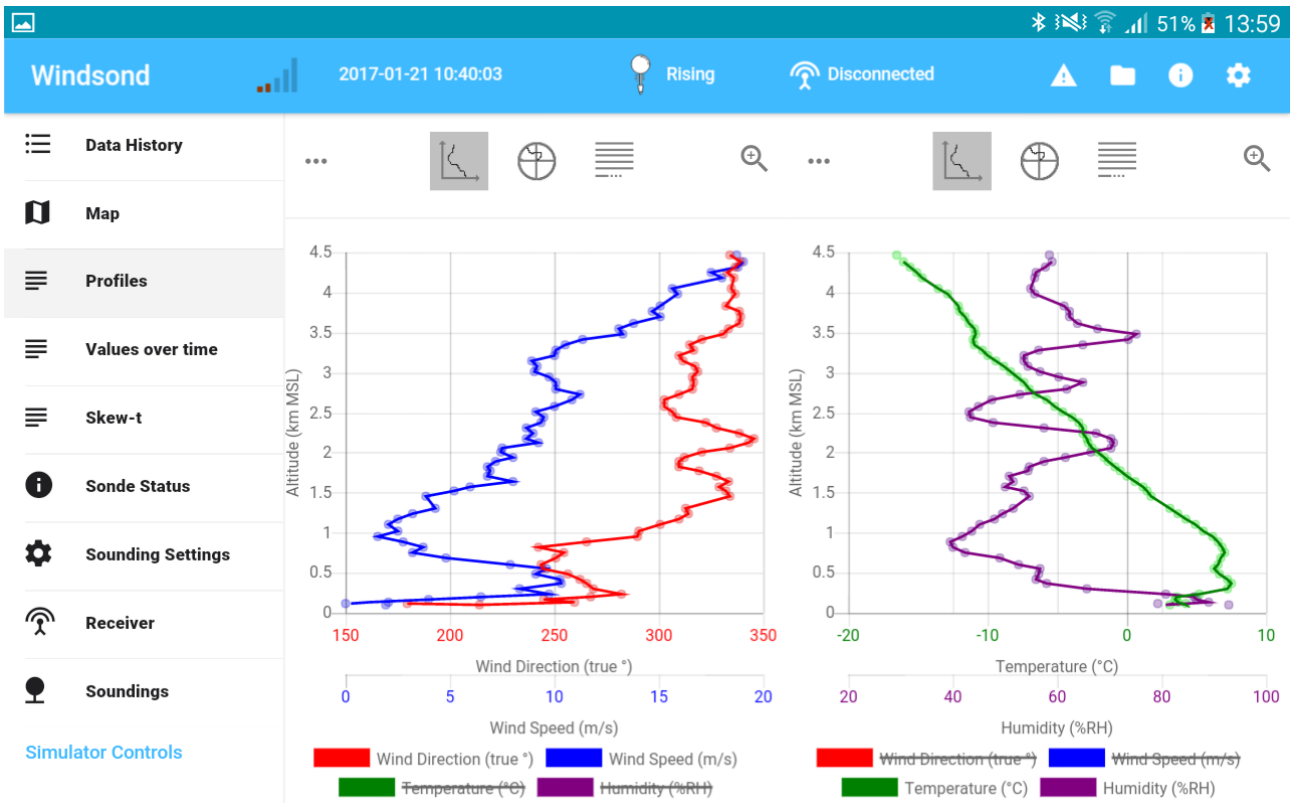 51% 13:59
Windsond 2017-01-21 10:40:03 Rising Disconnected
Data History
Map
Profiles
Values over time
Skew-t
Sonde Status
Sounding Settings
Receiver
Soundings
Simulator Controls
Altitude (km MSL)
4.5
4
3.5
3
2.5
2
1.5
1
0.5
0
150 200 250 300 350
Wind Direction (true °)
0 5 10 15 20
Wind Speed (m/s)
Wind Direction (true °) Wind Speed (m/s)
Temperature (°C) Humidity (%RH)
Altitude (km MSL)
4.5
4
3.5
3
2.5
2
1.5
1
0.5
0
-20 -10 0 10
Temperature (°C)
20 40 60 80 100
Humidity (%RH)
Wind Direction (true °) Wind Speed (m/s)
Temperature (°C) Humidity (%RH)